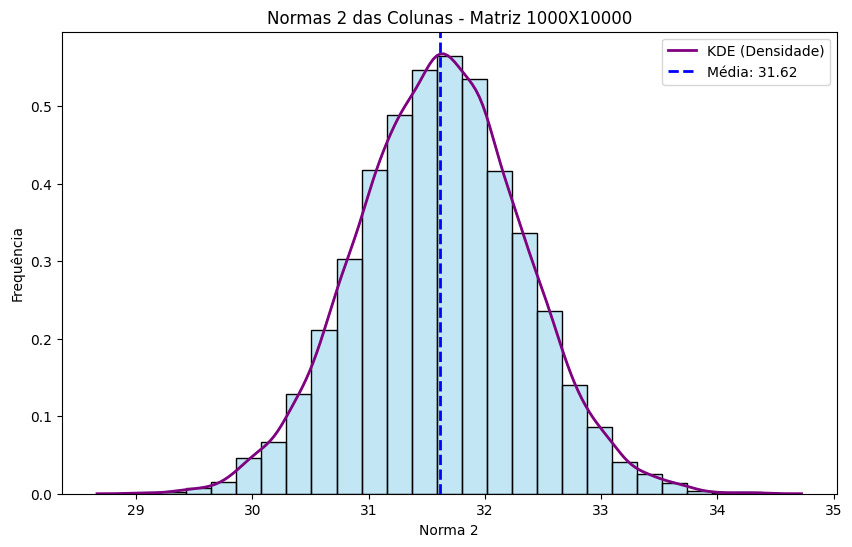 Normas 2 das Colunas - Matriz 1000X10000
KDE (Densidade)
Média: 31.62
Frequência
0.5
0.4
0.3
0.2
0.1
0.0
29
30
31
32
33
34
35
Norma 2